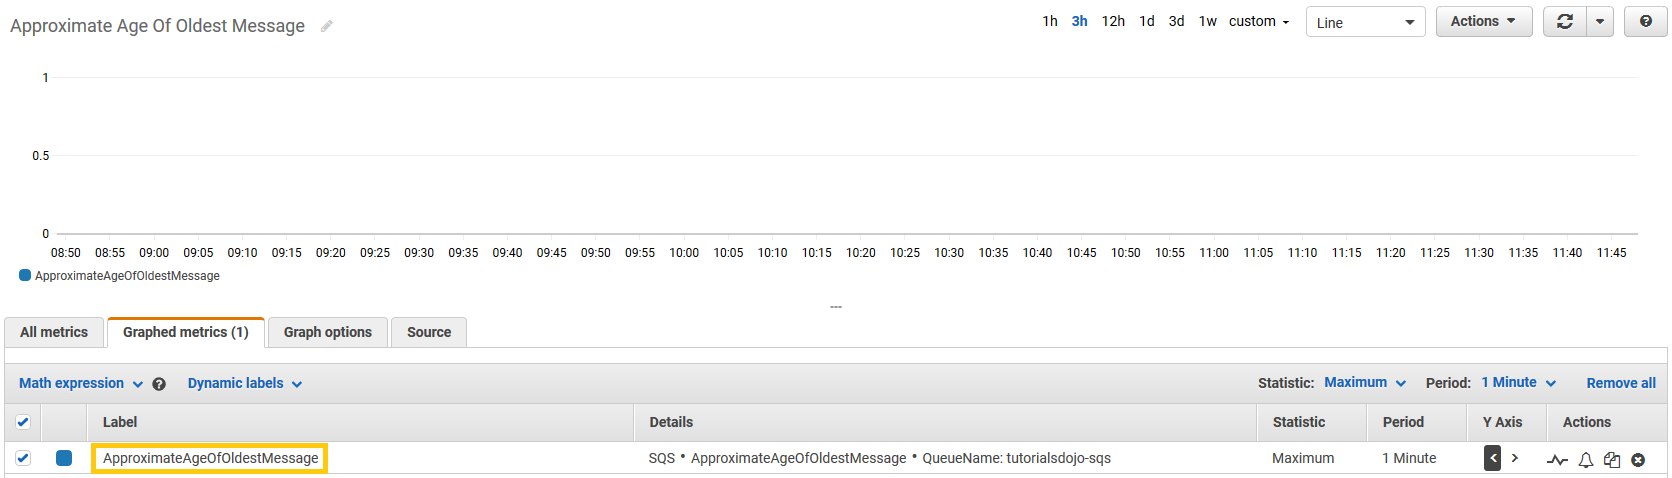 Approximate Age Of Oldest Message
1h 3h 12h 1d 3d 1w custom Line Actions
1
0.5
0
08:50 08:55 09:00 09:05 09:10 09:15 09:20 09:25 09:30 09:35 09:40 09:45 09:50 09:55 10:00 10:05 10:10 10:15 10:20 10:25 10:30 10:35 10:40 10:45 10:50 10:55 11:00 11:05 11:10 11:15 11:20 11:25 11:30 11:35 11:40 11:45
ApproximateAgeOfOldestMessage
All metrics Graphed metrics (1) Graph options Source
Math expression Dynamic labels Statistic: Maximum Period: 1 Minute Remove all
Label Details Statistic Period Y Axis Actions
ApproximateAgeOfOldestMessage SQS • ApproximateAgeOfOldestMessage • QueueName: tutorialsdojo-sqs Maximum 1 Minute < >